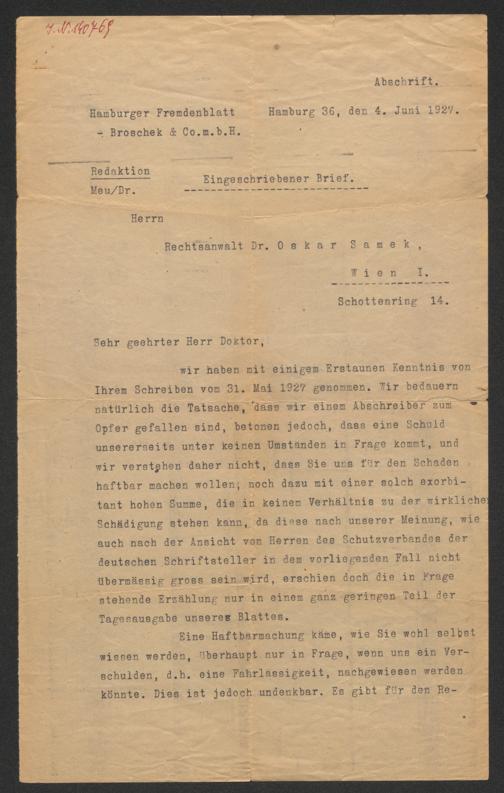 J.N. 140769
Abschrift.
Hamburger Fremdenblatt Hamburg 36, den 4. Juni 1927.
- Broschek & Co.m.b.H.
Redaktion
Eingeschriebener Brief.
Meu/Dr.
Herrn
Rechtsanwalt Dr. O s k a r S a m e k ,
W i e n I.
Schottenring 14.
Sehr geehrter Herr Doktor,
wir haben mit einigem Erstaunen Kenntnis von
Ihrem Schreiben vom 31. Mai 1927 genommen. Wir bedauern
natürlich die Tatsache, dass wir einem Abschreiber zum
Opfer gefallen sind, betonen jedoch, dass eine Schuld
unsererseits unter keinen Umständen in Frage kommt, und
wir verstehen daher nicht, dass Sie uns für den Schaden
haftbar machen wollen, noch dazu mit einer solch exorbi-
tant hohen Summe, die in keinem Verhältnis zu der wirkliche
Schädigung stehen kann, da diese nach unserer Meinung, wie
auch nach der Ansicht von Herren des Schutzverbandes der
deutschen Schriftsteller in dem vorliegenden Fall nicht
übermässig gross sein wird, erschien doch die in Frage
stehende Erzählung nur in einem ganz geringen Teil der
Tagesausgabe unseres Blattes.
Eine Haftbarmachung käme, wie Sie wohl selbst
wissen werden, überhaupt nur in Frage, wenn uns ein Ver-
schulden, d.h. eine Fahrlässigkeit, nachgewiesen werden
könnte. Dies ist jedoch undenkbar. Es gibt für den Re-